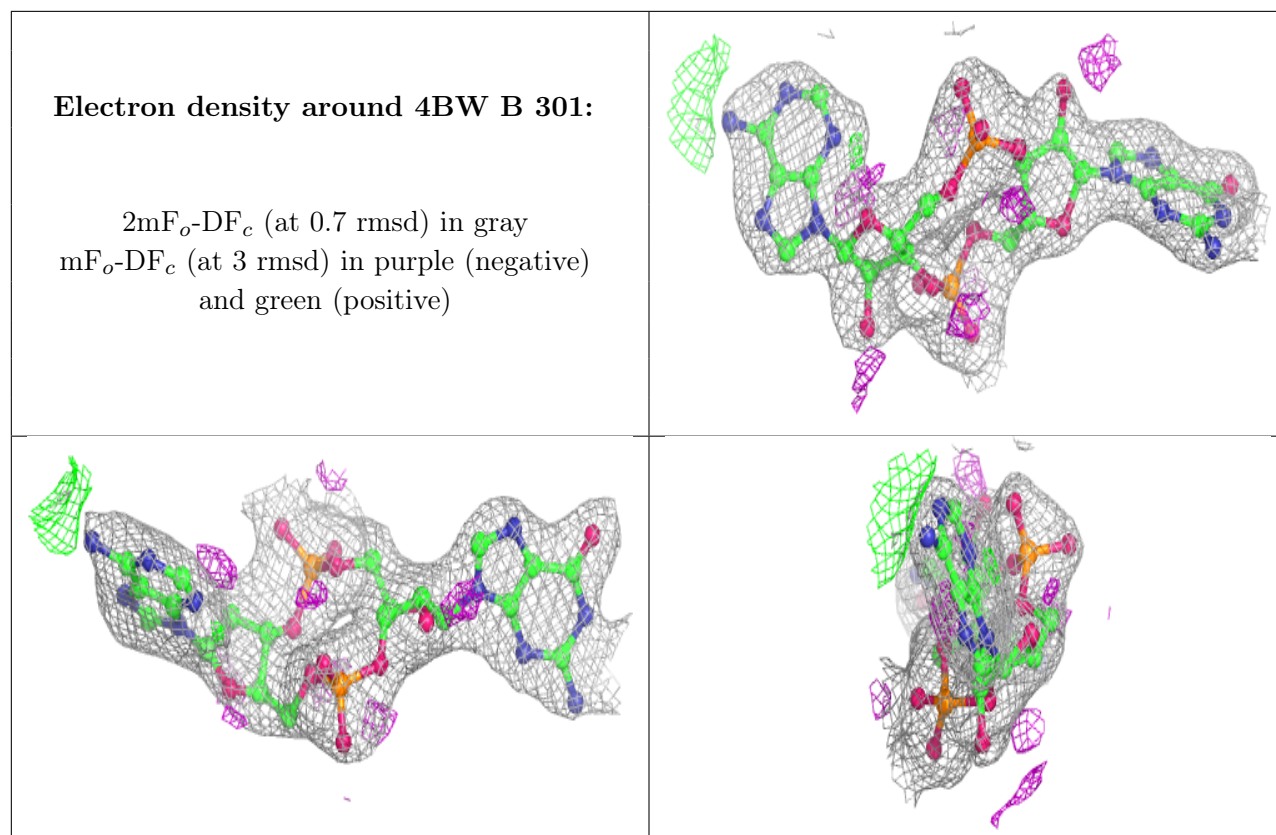 Electron density around 4BW B 301:
2mFo-DFc (at 0.7 rmsd) in gray
mFo-DFc (at 3 rmsd) in purple (negative)
and green (positive)